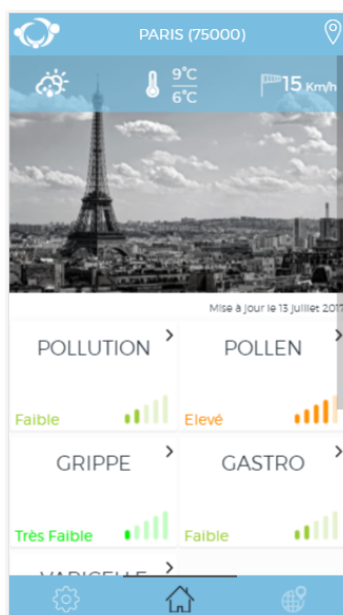 PARIS (75000)
9°C
6°C
15 Km/h
Mise à jour le 13 juillet 2017
POLLUTION
POLLEN
Faible
Elevé
GRIPPE
GASTRO
Très Faible
Faible
VARICELLE